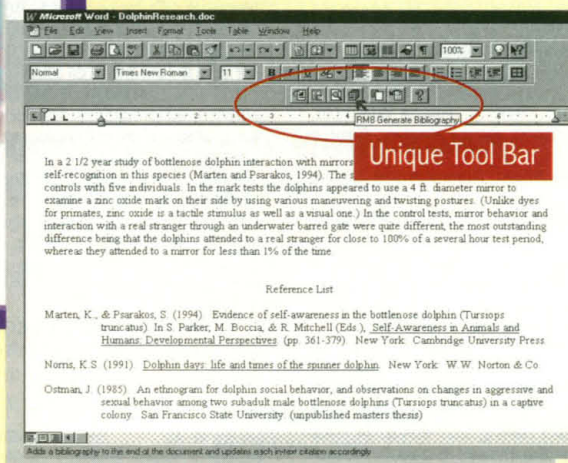 Microsoft Word - DolphinResearch.doc
File Edit View Insert Format Tools Table Window Help
100%
Normal Times New Roman 11 B I U
RMB Generate Bibliography
Unique Tool Bar
In a 2 1/2 year study of bottlenose dolphin interaction with mirrors
self-recognition in this species (Marten and Psarakos, 1994). The s
controls with five individuals. In the mark tests the dolphins appeared to use a 4 ft. diameter mirror to
examine a zinc oxide mark on their side by using various maneuvering and twisting postures. (Unlike dyes
for primates, zinc oxide is a tactile stimulus as well as a visual one.) In the control tests, mirror behavior and
interaction with a real stranger through an underwater barred gate were quite different, the most outstanding
difference being that the dolphins attended to a real stranger for close to 100% of a several hour test period,
whereas they attended to a mirror for less than 1% of the time
Reference List
Marten, K., & Psarakos, S. (1994). Evidence of self-awareness in the bottlenose dolphin (Tursiops
truncatus). In S. Parker, M. Boccia, & R. Mitchell (Eds.), Self-Awareness in Animals and
Humans: Developmental Perspectives. (pp. 361-379). New York: Cambridge University Press.
Norris, K.S. (1991). Dolphin days: life and times of the spinner dolphin. New York: W.W. Norton & Co.
Ostman, J. (1985). An ethnogram for dolphin social behavior, and observations on changes in aggressive and
sexual behavior among two subadult male bottlenose dolphins (Tursiops truncatus) in a captive
colony. San Francisco State University. (unpublished masters thesis)
Adds a bibliography to the end of the document and updates each in-text citation accordingly